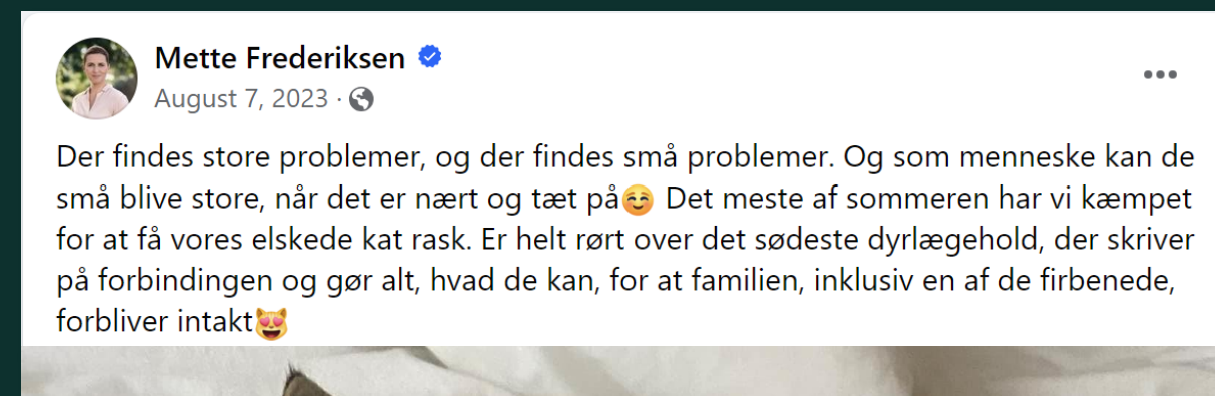 Mette Frederiksen
August 7, 2023 ·
Der findes store problemer, og der findes små problemer. Og som menneske kan de
små blive store, når det er nært og tæt på☺️ Det meste af sommeren har vi kæmpet
for at få vores elskede kat rask. Er helt rørt over det sødeste dyrlægehold, der skriver
på forbindingen og gør alt, hvad de kan, for at familien, inklusiv en af de firbenede,
forbliver intakt😻